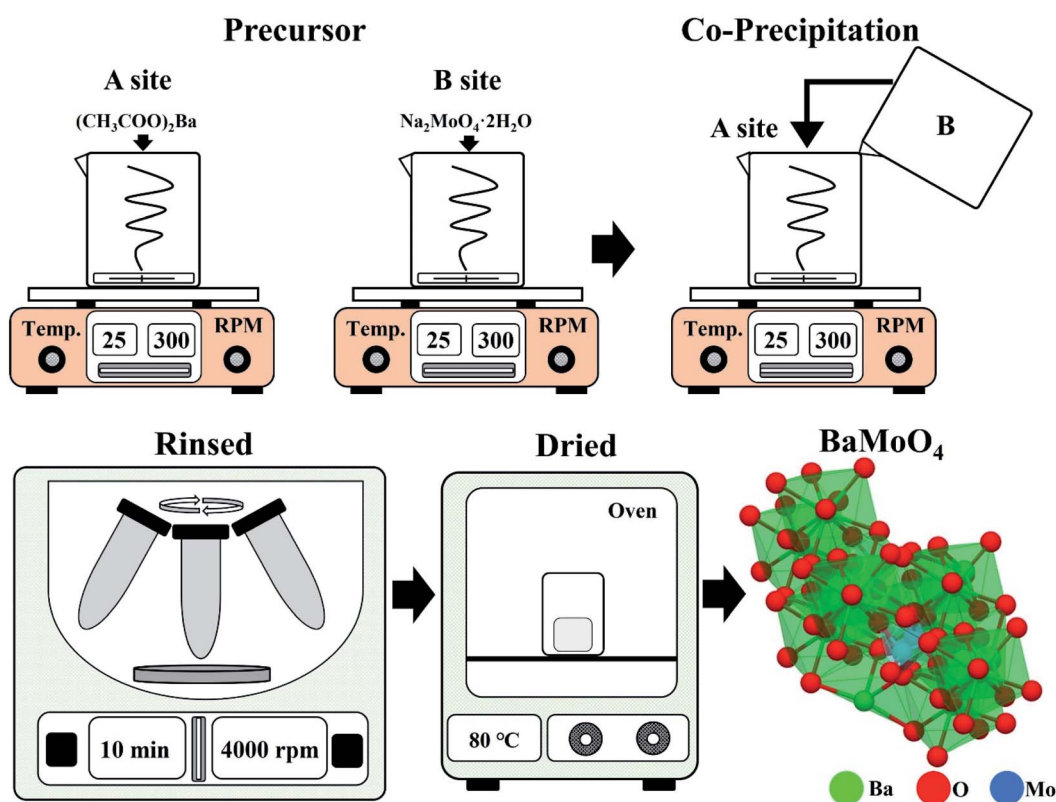 Precursor
Co-Precipitation
A site
(CH₃COO)₂Ba
B site
Na₂MoO₄·2H₂O
A site
B
Temp.
25
300
RPM
Temp.
25
300
RPM
Temp.
25
300
RPM
Rinsed
10 min
4000 rpm
Dried
Oven
80 °C
BaMoO₄
Ba
O
Mo